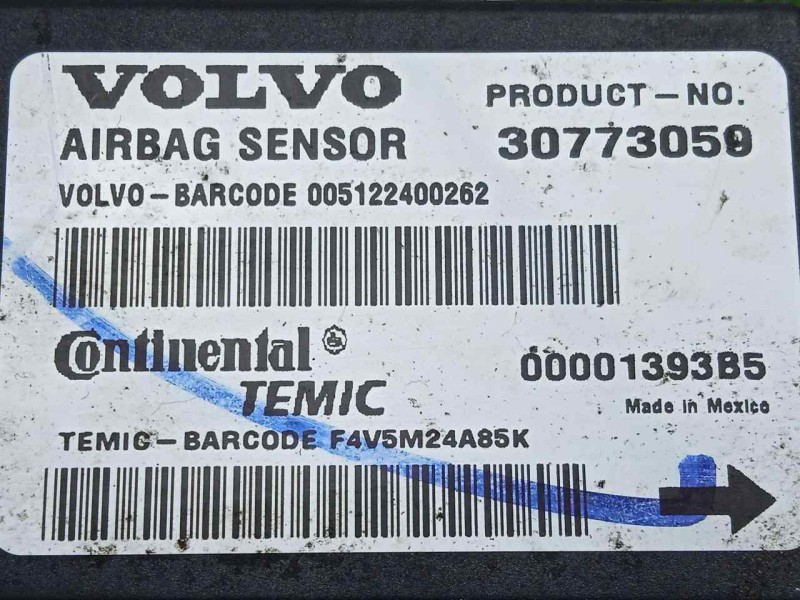 VOLVO
PRODUCT-NO.
AIRBAG SENSOR
30773059
VOLVO-BARCODE 005122400262
Continental
TEMIC
00001393B5
Made in Mexico
TEMIC-BARCODE F4V5M24A85K